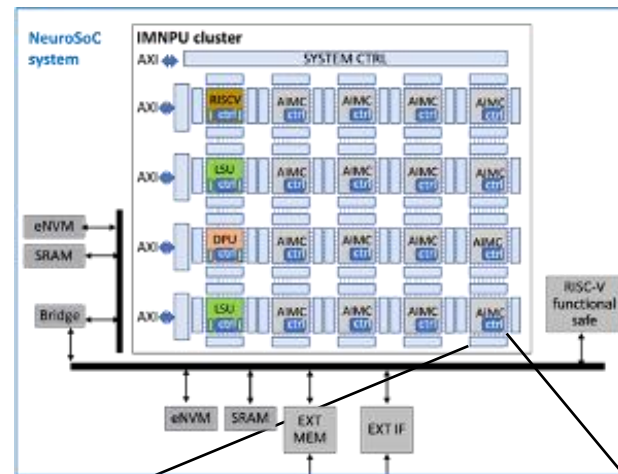 NeuroSoC
system
IMNPU cluster
AXI
SYSTEM CTRL
AXI
RISCV
ctrl
AIMC
ctrl
AIMC
ctrl
AIMC
ctrl
AIMC
ctrl
AXI
LSU
ctrl
AIMC
ctrl
AIMC
ctrl
AIMC
ctrl
AIMC
ctrl
AXI
DPU
ctrl
AIMC
ctrl
AIMC
ctrl
AIMC
ctrl
AIMC
ctrl
AXI
LSU
ctrl
AIMC
ctrl
AIMC
ctrl
AIMC
ctrl
AIMC
ctrl
eNVM
SRAM
Bridge
RISC-V
functional
safe
eNVM
SRAM
EXT
MEM
EXT IF